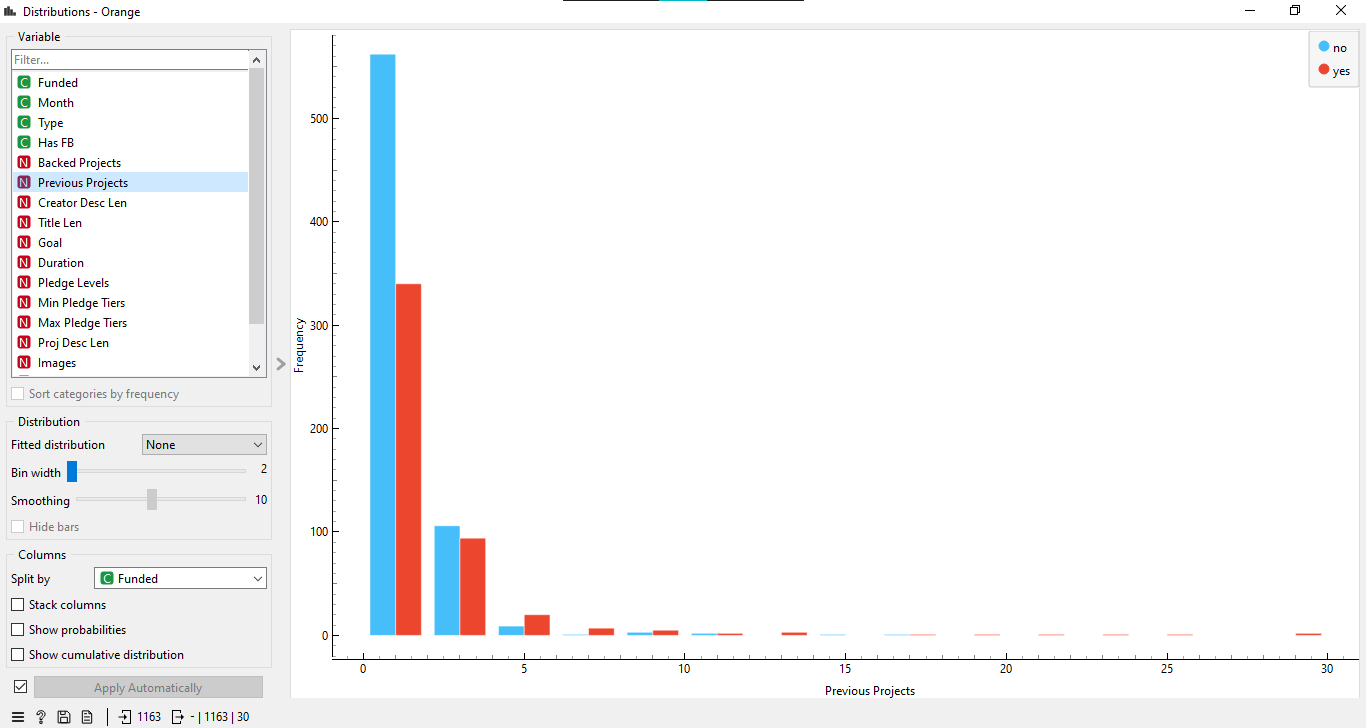 Distributions - Orange
Variable
Filter...
C Funded
C Month
C Type
C Has FB
N Backed Projects
N Previous Projects
N Creator Desc Len
N Title Len
N Goal
N Duration
N Pledge Levels
N Min Pledge Tiers
N Max Pledge Tiers
N Proj Desc Len
N Images
Sort categories by frequency
Distribution
Fitted distribution None
Bin width 2
Smoothing 10
Hide bars
Columns
Split by C Funded
Stack columns
Show probabilities
Show cumulative distribution
Apply Automatically
? 1163 - | 1163 | 30
no
yes
Frequency
500
400
300
200
100
0
0 5 10 15 20 25 30
Previous Projects